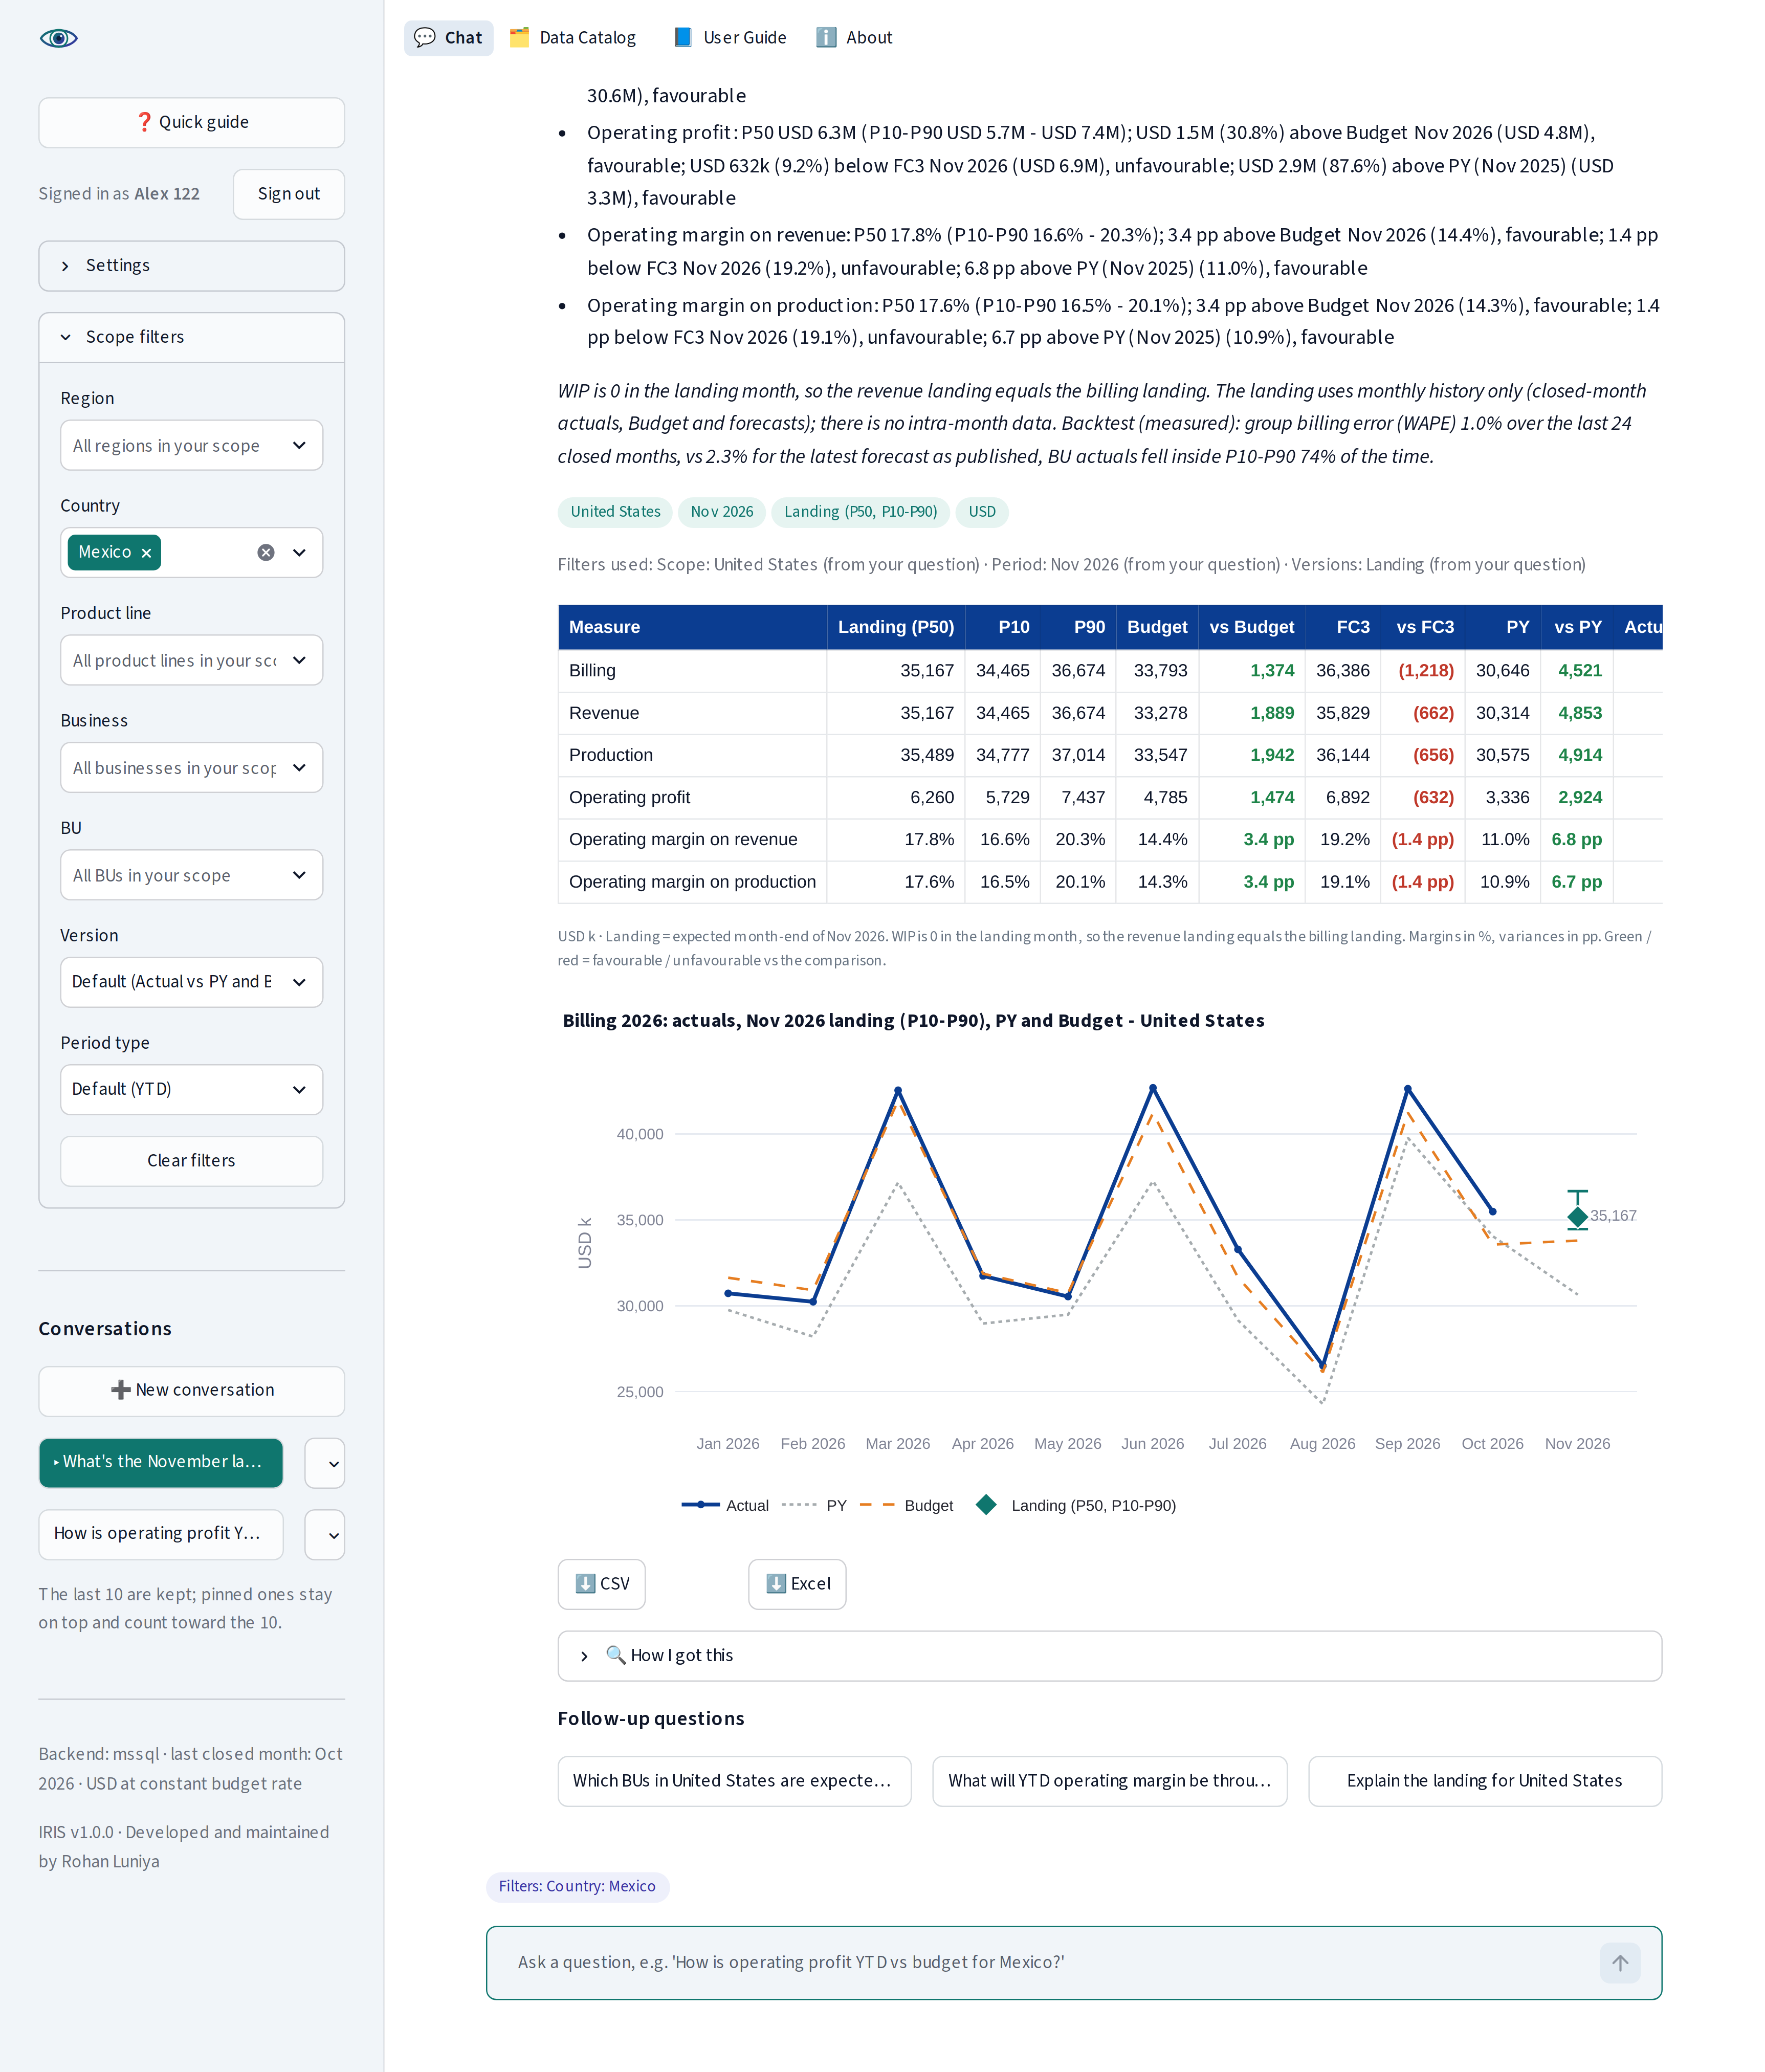 Chat
Data Catalog
User Guide
About
Quick guide
Signed in as Alex 122
Sign out
Settings
Scope filters
Region
All regions in your scope
Country
Mexico
Product line
All product lines in your sc
Business
All businesses in your scop
BU
All BUs in your scope
Version
Default (Actual vs PY and B
Period type
Default (YTD)
Clear filters
Conversations
New conversation
What's the November la...
How is operating profit Y...
The last 10 are kept; pinned ones stay
on top and count toward the 10.
Backend: mssql · last closed month: Oct
2026 · USD at constant budget rate
IRIS v1.0.0 · Developed and maintained
by Rohan Luniya
30.6M), favourable
• Operating profit: P50 USD 6.3M (P10-P90 USD 5.7M - USD 7.4M); USD 1.5M (30.8%) above Budget Nov 2026 (USD 4.8M),
favourable; USD 632k (9.2%) below FC3 Nov 2026 (USD 6.9M), unfavourable; USD 2.9M (87.6%) above PY (Nov 2025) (USD
3.3M), favourable
• Operating margin on revenue: P50 17.8% (P10-P90 16.6% - 20.3%); 3.4 pp above Budget Nov 2026 (14.4%), favourable; 1.4 pp
below FC3 Nov 2026 (19.2%), unfavourable; 6.8 pp above PY (Nov 2025) (11.0%), favourable
• Operating margin on production: P50 17.6% (P10-P90 16.5% - 20.1%); 3.4 pp above Budget Nov 2026 (14.3%), favourable; 1.4
pp below FC3 Nov 2026 (19.1%), unfavourable; 6.7 pp above PY (Nov 2025) (10.9%), favourable
WIP is 0 in the landing month, so the revenue landing equals the billing landing. The landing uses monthly history only (closed-month
actuals, Budget and forecasts); there is no intra-month data. Backtest (measured): group billing error (WAPE) 1.0% over the last 24
closed months, vs 2.3% for the latest forecast as published, BU actuals fell inside P10-P90 74% of the time.
United States Nov 2026 Landing (P50, P10-P90) USD
Filters used: Scope: United States (from your question) · Period: Nov 2026 (from your question) · Versions: Landing (from your question)
Measure Landing (P50) P10 P90 Budget vs Budget FC3 vs FC3 PY vs PY Actu
Billing 35,167 34,465 36,674 33,793 1,374 36,386 (1,218) 30,646 4,521
Revenue 35,167 34,465 36,674 33,278 1,889 35,829 (662) 30,314 4,853
Production 35,489 34,777 37,014 33,547 1,942 36,144 (656) 30,575 4,914
Operating profit 6,260 5,729 7,437 4,785 1,474 6,892 (632) 3,336 2,924
Operating margin on revenue 17.8% 16.6% 20.3% 14.4% 3.4 pp 19.2% (1.4 pp) 11.0% 6.8 pp
Operating margin on production 17.6% 16.5% 20.1% 14.3% 3.4 pp 19.1% (1.4 pp) 10.9% 6.7 pp
USD k · Landing = expected month-end of Nov 2026. WIP is 0 in the landing month, so the revenue landing equals the billing landing. Margins in %, variances in pp. Green /
red = favourable / unfavourable vs the comparison.
Billing 2026: actuals, Nov 2026 landing (P10-P90), PY and Budget - United States
USD k
40,000
35,000
30,000
25,000
35,167
Jan 2026 Feb 2026 Mar 2026 Apr 2026 May 2026 Jun 2026 Jul 2026 Aug 2026 Sep 2026 Oct 2026 Nov 2026
Actual PY Budget Landing (P50, P10-P90)
CSV
Excel
How I got this
Follow-up questions
Which BUs in United States are expecte...
What will YTD operating margin be throu...
Explain the landing for United States
Filters: Country: Mexico
Ask a question, e.g. 'How is operating profit YTD vs budget for Mexico?'